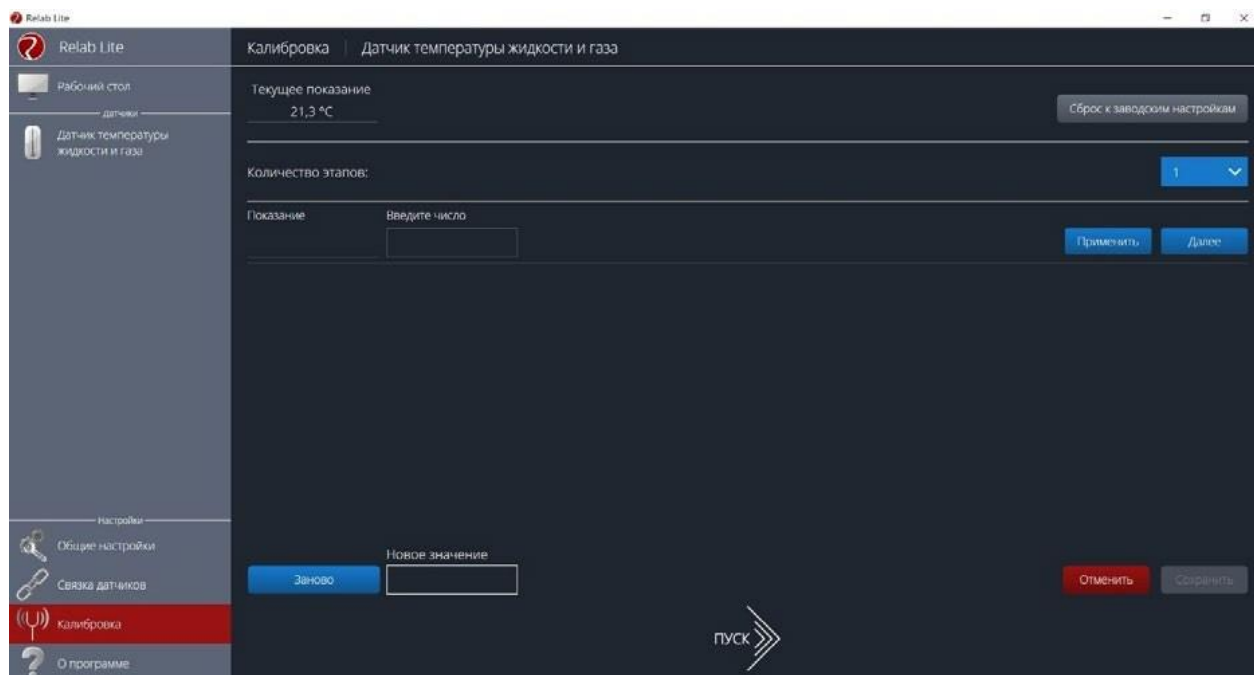 Relab Lite
Relab Lite
Калибровка
Датчик температуры жидкости и газа
Рабочий стол
Текущее показание
21,3 °C
Сброс к заводским настройкам
датчики
Датчик температуры
жидкости и газа
Количество этапов:
1
Показание
Введите число
Применить
Далее
Настройки
Общие настройки
Новое значение
Заново
Отменить
Сохранить
Связка датчиков
Калибровка
ПУСК
О программе